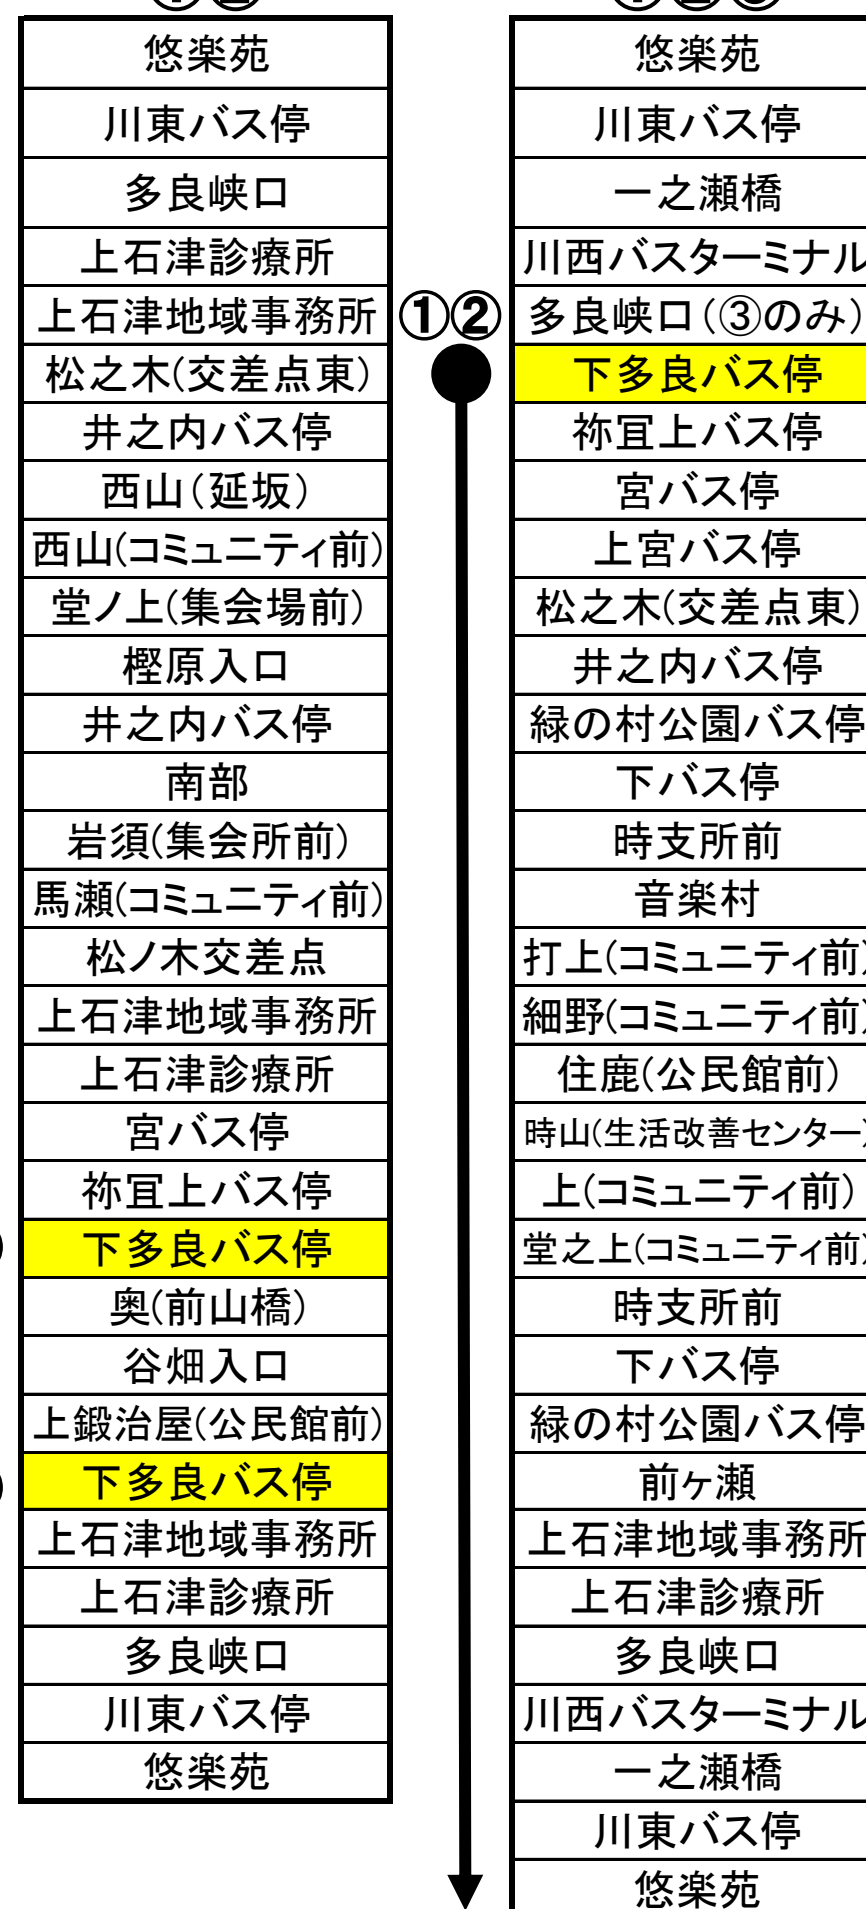 悠楽苑
川東バス停
多良峡口
上石津診療所
上石津地域事務所
松之木(交差点東)
井之内バス停
西山(延坂)
西山(コミュニティ前)
堂ノ上(集会場前)
樫原入口
井之内バス停
南部
岩須(集会所前)
馬瀬(コミュニティ前)
松ノ木交差点
上石津地域事務所
上石津診療所
宮バス停
祢冝上バス停
下多良バス停
奥(前山橋)
谷畑入口
上鍛治屋(公民館前)
下多良バス停
上石津地域事務所
上石津診療所
多良峡口
川東バス停
悠楽苑
①②
悠楽苑
川東バス停
一之瀬橋
川西バスターミナル
多良峡口(③のみ)
下多良バス停
祢冝上バス停
宮バス停
上宮バス停
松之木(交差点東)
井之内バス停
緑の村公園バス停
下バス停
時支所前
音楽村
打上(コミュニティ前)
細野(コミュニティ前)
住鹿(公民館前)
時山(生活改善センター)
上(コミュニティ前)
堂之上(コミュニティ前)
時支所前
下バス停
緑の村公園バス停
前ヶ瀬
上石津地域事務所
上石津診療所
多良峡口
川西バスターミナル
一之瀬橋
川東バス停
悠楽苑